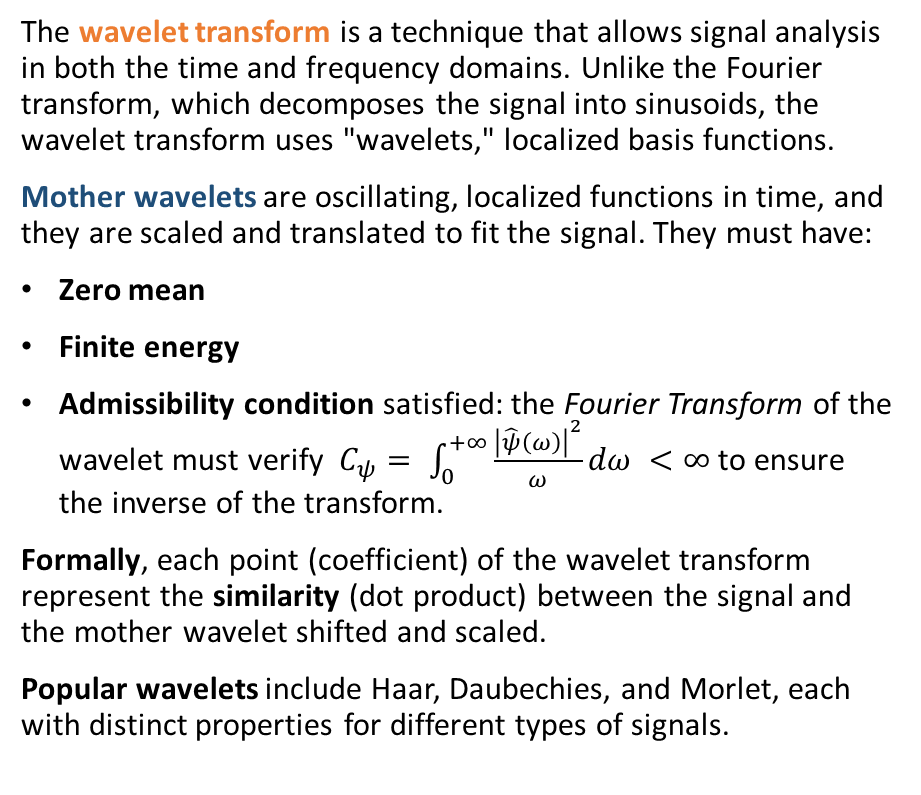 The wavelet transform is a technique that allows signal analysis
in both the time and frequency domains. Unlike the Fourier
transform, which decomposes the signal into sinusoids, the
wavelet transform uses "wavelets," localized basis functions.
Mother wavelets are oscillating, localized functions in time, and
they are scaled and translated to fit the signal. They must have:
• Zero mean
• Finite energy
• Admissibility condition satisfied: the Fourier Transform of the
wavelet must verify C_ψ = ∫₀^{+∞} |ψ̂(ω)|²/ω dω < ∞ to ensure
the inverse of the transform.
Formally, each point (coefficient) of the wavelet transform
represent the similarity (dot product) between the signal and
the mother wavelet shifted and scaled.
Popular wavelets include Haar, Daubechies, and Morlet, each
with distinct properties for different types of signals.